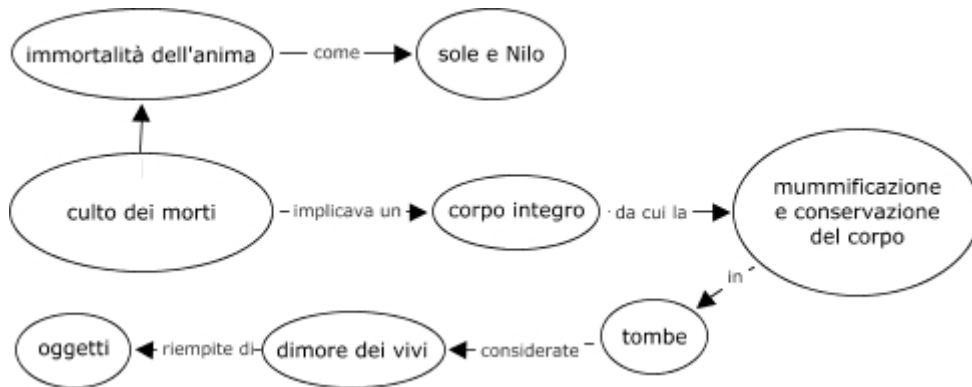 immortalità dell'anima
come
sole e Nilo
culto dei morti
implicava un
corpo integro
da cui la
mummificazione
e conservazione
del corpo
in
tombe
considerate
dimore dei vivi
riempite di
oggetti